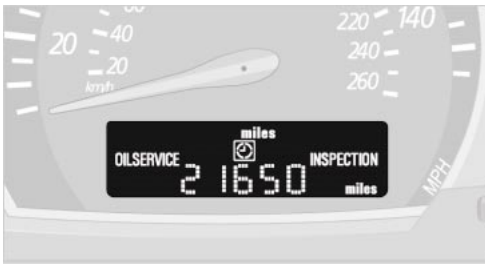 60
220 140
20 40
240
20
km/h
260
miles
OILSERVICE INSPECTION
21650
miles
MPH